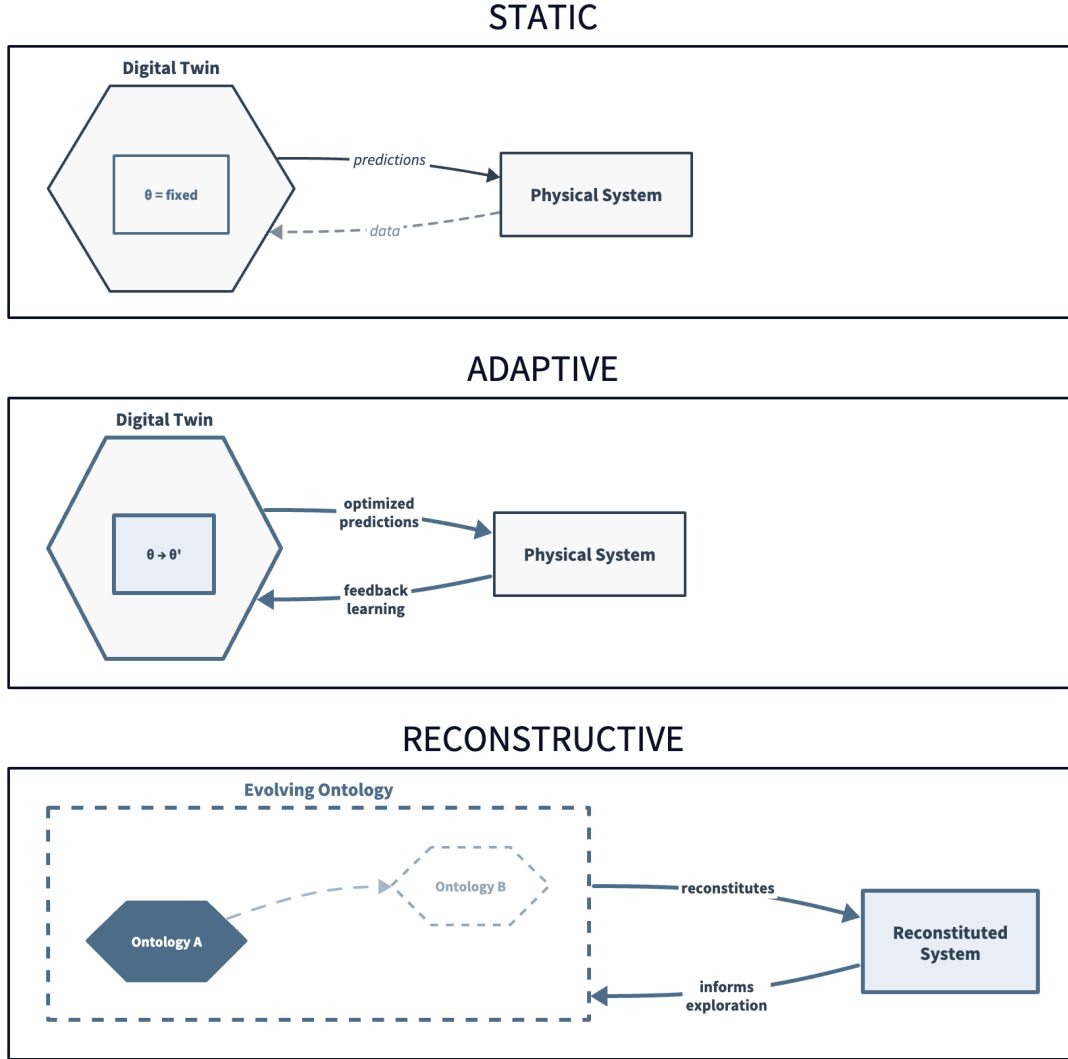 STATIC
Digital Twin
θ = fixed
predictions
data
Physical System
ADAPTIVE
Digital Twin
θ → θ'
optimized
predictions
feedback
learning
Physical System
RECONSTRUCTIVE
Evolving Ontology
Ontology A
Ontology B
reconstitutes
informs
exploration
Reconstituted
System